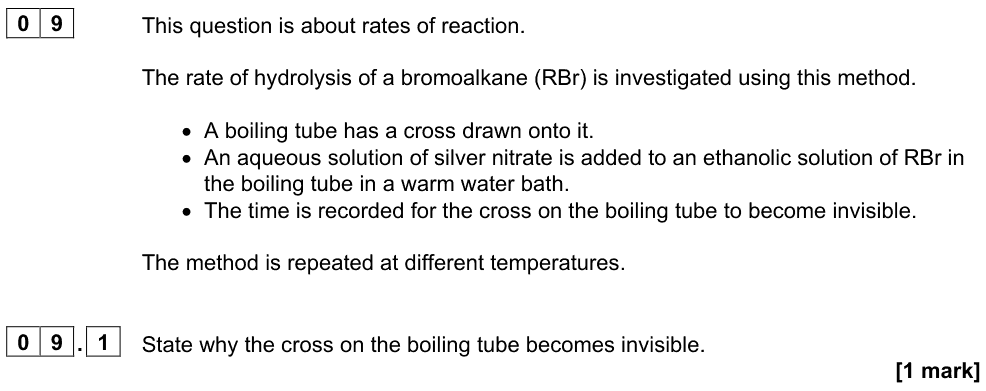 0 9 This question is about rates of reaction.
The rate of hydrolysis of a bromoalkane (RBr) is investigated using this method.
• A boiling tube has a cross drawn onto it.
• An aqueous solution of silver nitrate is added to an ethanolic solution of RBr in
the boiling tube in a warm water bath.
• The time is recorded for the cross on the boiling tube to become invisible.
The method is repeated at different temperatures.
0 9 . 1 State why the cross on the boiling tube becomes invisible.
[1 mark]